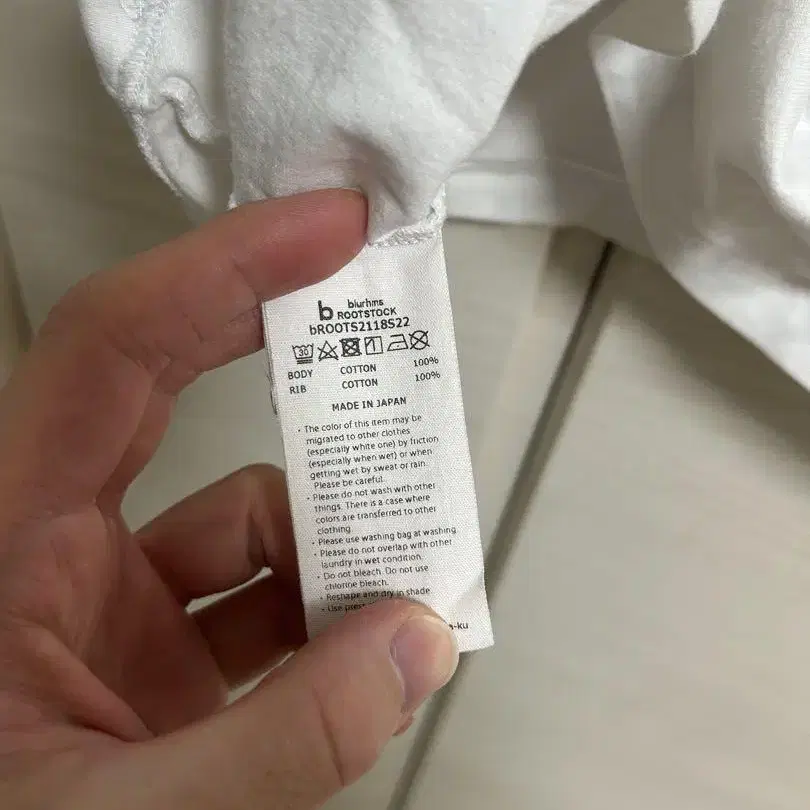 b blurhms
ROOTSTOCK
bROOTS2118S22
30
BODY COTTON 100%
RIB COTTON 100%
MADE IN JAPAN
· The color of this item may be
migrated to other clothes
(especially white one) by friction
(especially when wet) or when
getting wet by sweat or rain.
Please be careful.
· Please do not wash with other
things. There is a case where
colors are transferred to other
clothing.
· Please use washing bag at washing.
· Please do not overlap with other
laundry in wet condition.
· Do not bleach. Do not use
chlorine bleach.
· Reshape and dry in shade.
· Use
-ku